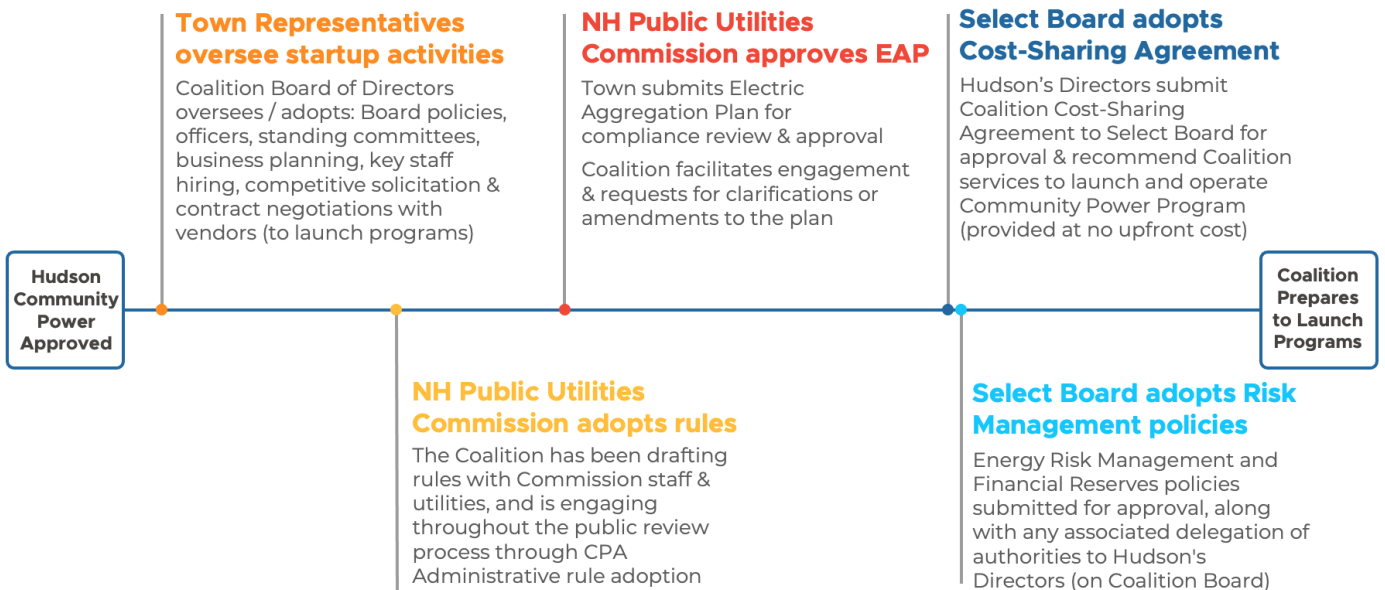 Town Representatives
oversee startup activities
Coalition Board of Directors
oversees / adopts: Board policies,
officers, standing committees,
business planning, key staff
hiring, competitive solicitation &
contract negotiations with
vendors (to launch programs)
NH Public Utilities
Commission approves EAP
Town submits Electric
Aggregation Plan for
compliance review & approval
Coalition facilitates engagement
& requests for clarifications or
amendments to the plan
Select Board adopts
Cost-Sharing Agreement
Hudson’s Directors submit
Coalition Cost-Sharing
Agreement to Select Board for
approval & recommend Coalition
services to launch and operate
Community Power Program
(provided at no upfront cost)
Hudson
Community
Power
Approved
Coalition
Prepares
to Launch
Programs
NH Public Utilities
Commission adopts rules
The Coalition has been drafting
rules with Commission staff &
utilities, and is engaging
throughout the public review
process through CPA
Administrative rule adoption
Select Board adopts Risk
Management policies
Energy Risk Management and
Financial Reserves policies
submitted for approval, along
with any associated delegation of
authorities to Hudson's
Directors (on Coalition Board)